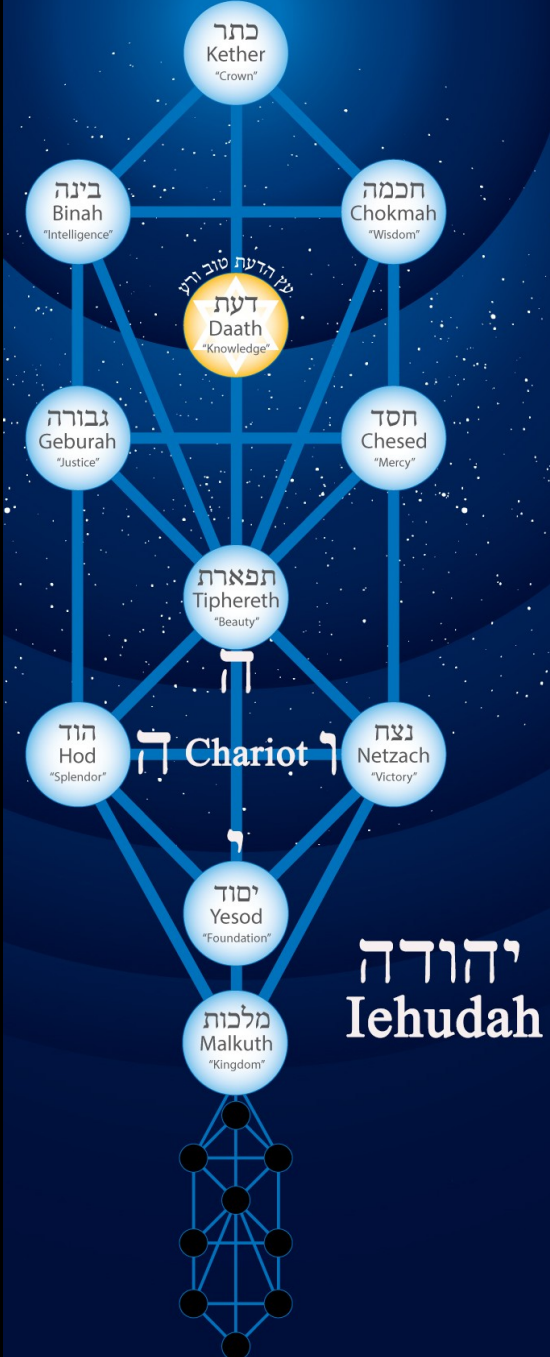 כתר
Kether
"Crown"
בינה
Binah
"Intelligence"
חכמה
Chokmah
"Wisdom"
עץ הדעת טוב ורע
דעת
Daath
"Knowledge"
גבורה
Geburah
"Justice"
חסד
Chesed
"Mercy"
תפארת
Tiphereth
"Beauty"
ה
הוד
Hod
"Splendor"
ה Chariot ו
נצח
Netzach
"Victory"
י
יסוד
Yesod
"Foundation"
יהודה
Iehudah
מלכות
Malkuth
"Kingdom"